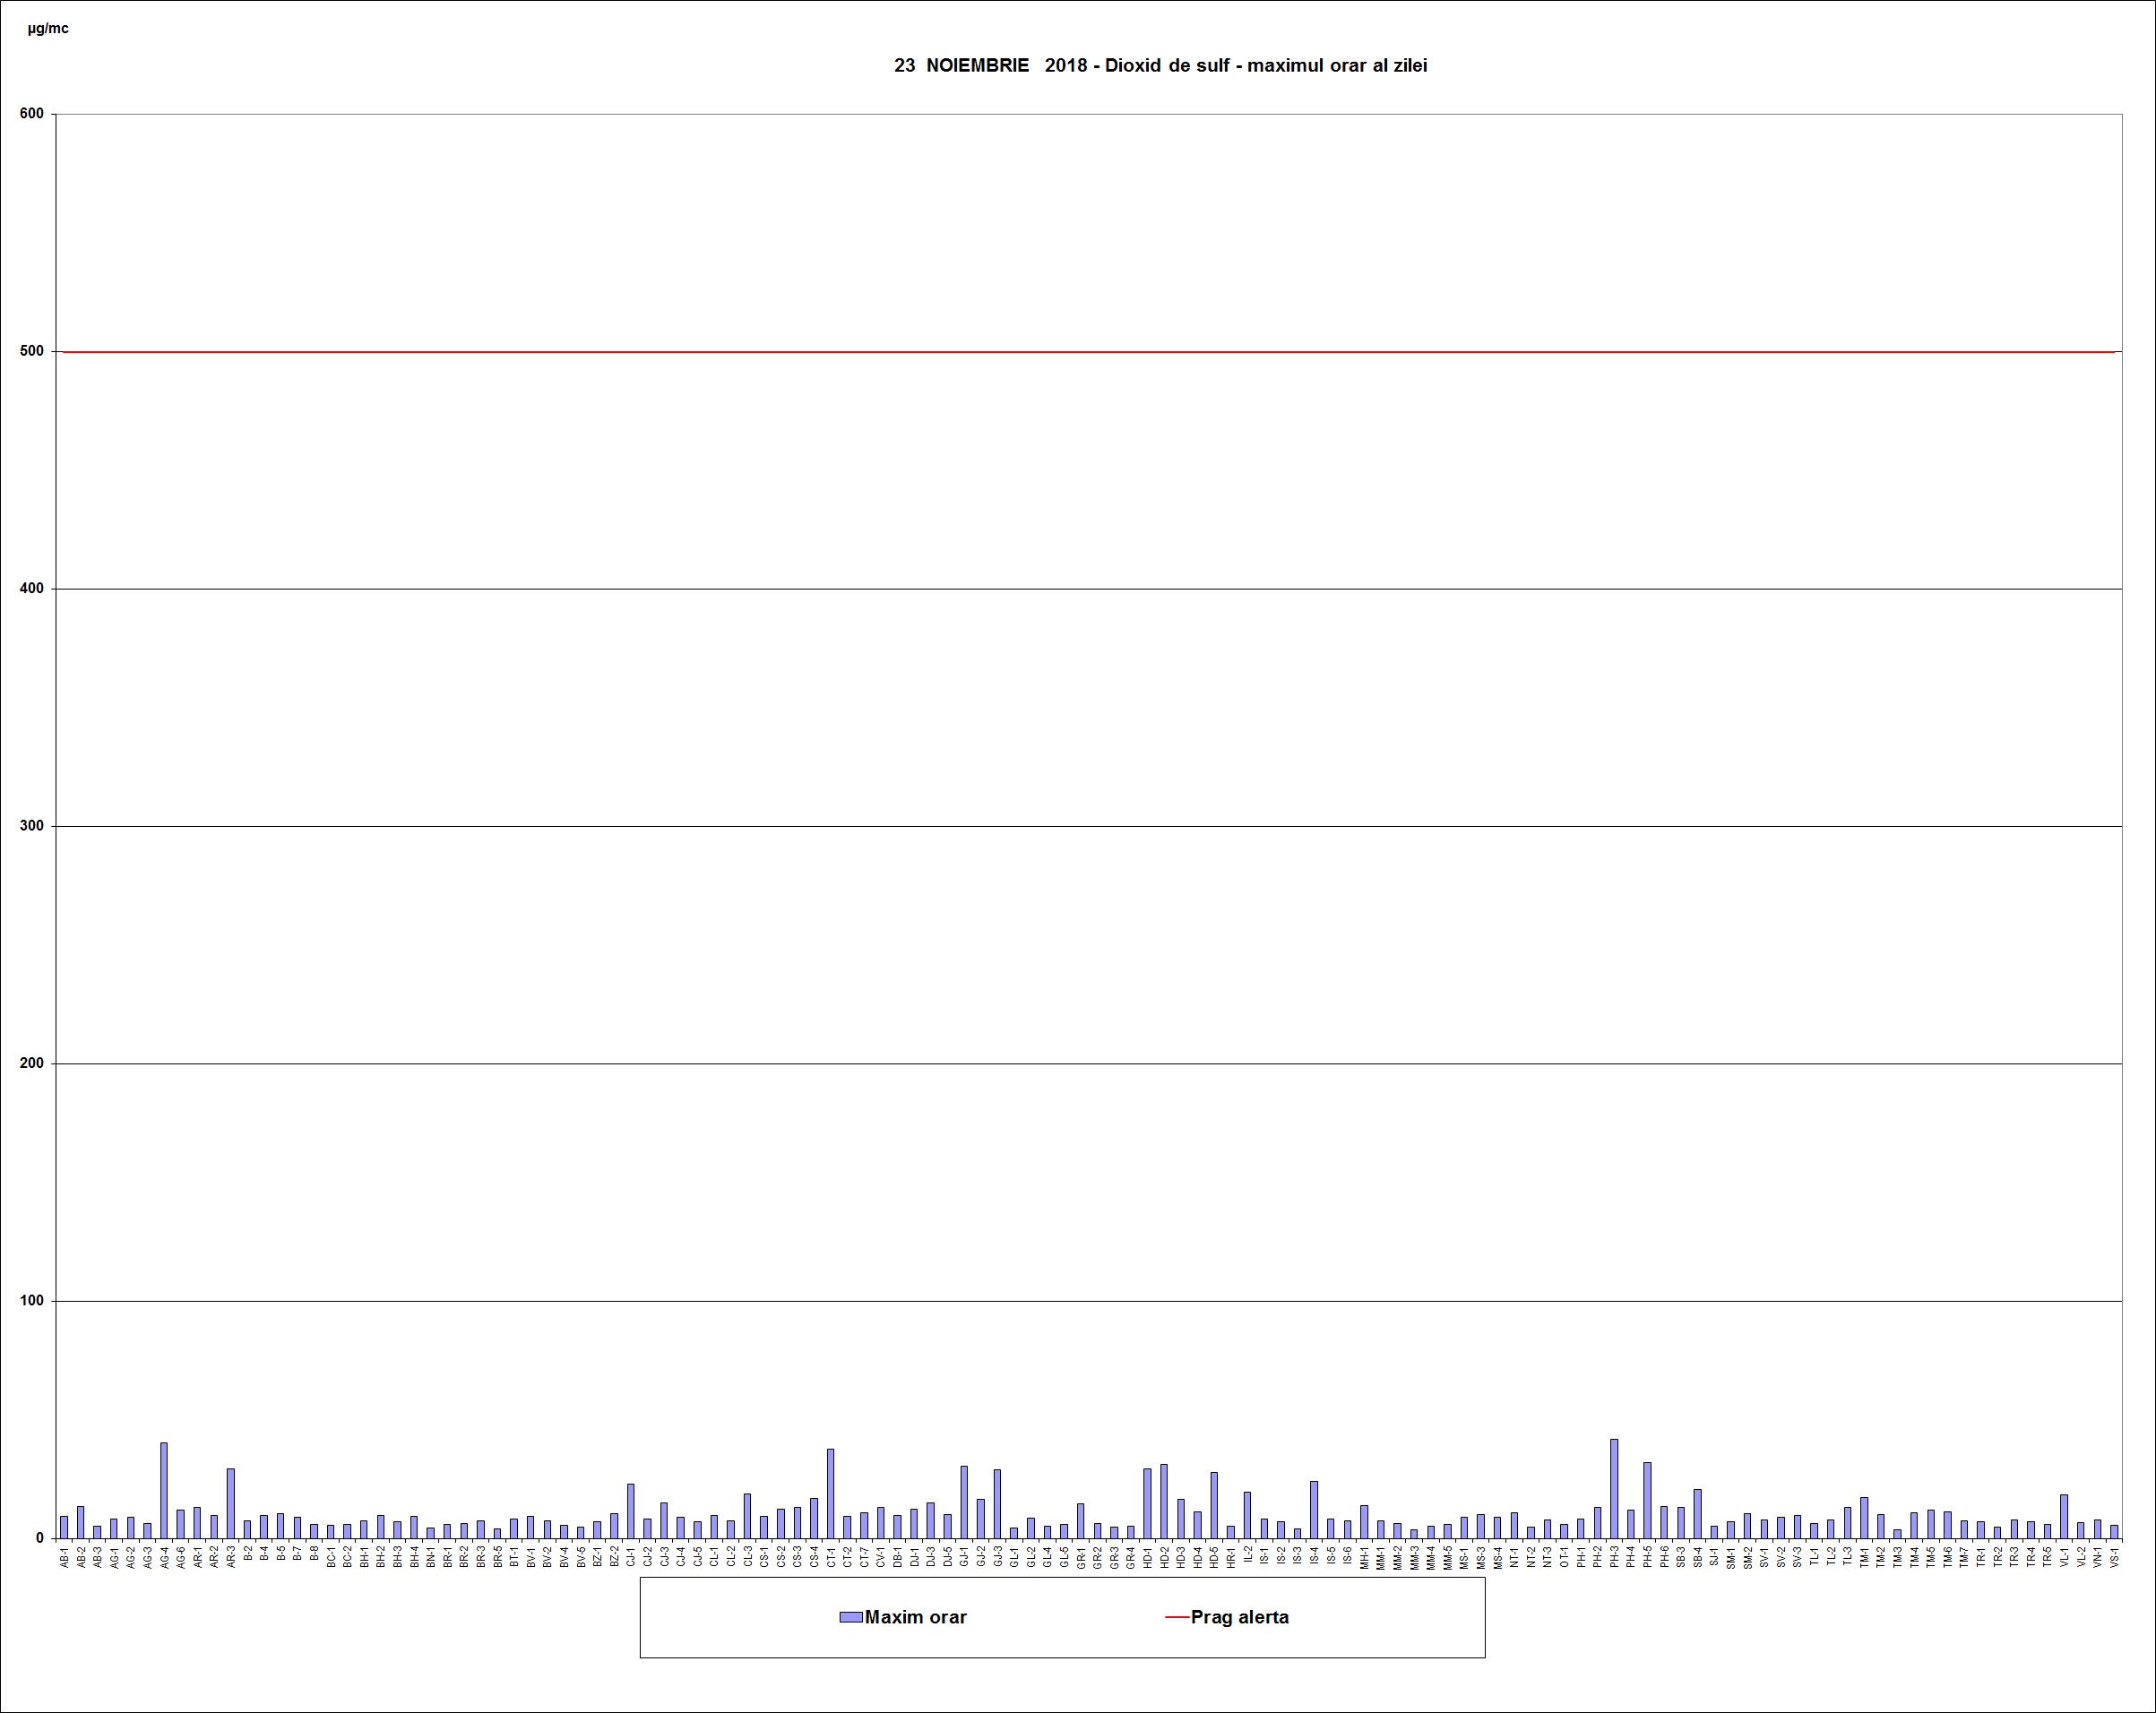 µg/mc
23 NOIEMBRIE 2018 - Dioxid de sulf - maximul orar al zilei
600
500
400
300
200
100
0
AB-1 AB-2 AB-3 AG-1 AG-2 AG-3 AG-4 AG-6 AR-1 AR-2 AR-3 B-2 B-4 B-5 B-7 B-8 BC-1 BC-2 BH-1 BH-2 BH-3 BH-4 BN-1 BR-1 BR-2 BR-3 BR-5 BT-1 BV-1 BV-2 BV-4 BV-5 BZ-1 BZ-2 CJ-1 CJ-2 CJ-3 CJ-4 CJ-5 CL-1 CL-2 CL-3 CS-1 CS-2 CS-3 CS-4 CT-1 CT-2 CT-7 CV-1 DB-1 DJ-1 DJ-3 DJ-5 GJ-1 GJ-2 GJ-3 GL-1 GL-2 GL-4 GL-5 GR-1 GR-2 GR-3 GR-4 HD-1 HD-2 HD-3 HD-4 HD-5 HR-1 IL-2 IS-1 IS-2 IS-3 IS-4 IS-5 IS-6 MH-1 MM-1 MM-2 MM-3 MM-4 MM-5 MS-1 MS-3 MS-4 NT-1 NT-2 NT-3 OT-1 PH-1 PH-2 PH-3 PH-4 PH-5 PH-6 SB-3 SB-4 SJ-1 SM-1 SM-2 SV-1 SV-2 SV-3 TL-1 TL-2 TL-3 TM-1 TM-2 TM-3 TM-4 TM-5 TM-6 TM-7 TR-1 TR-2 TR-3 TR-4 TR-5 VL-1 VL-2 VN-1 VS-1
Maxim orar Prag alerta